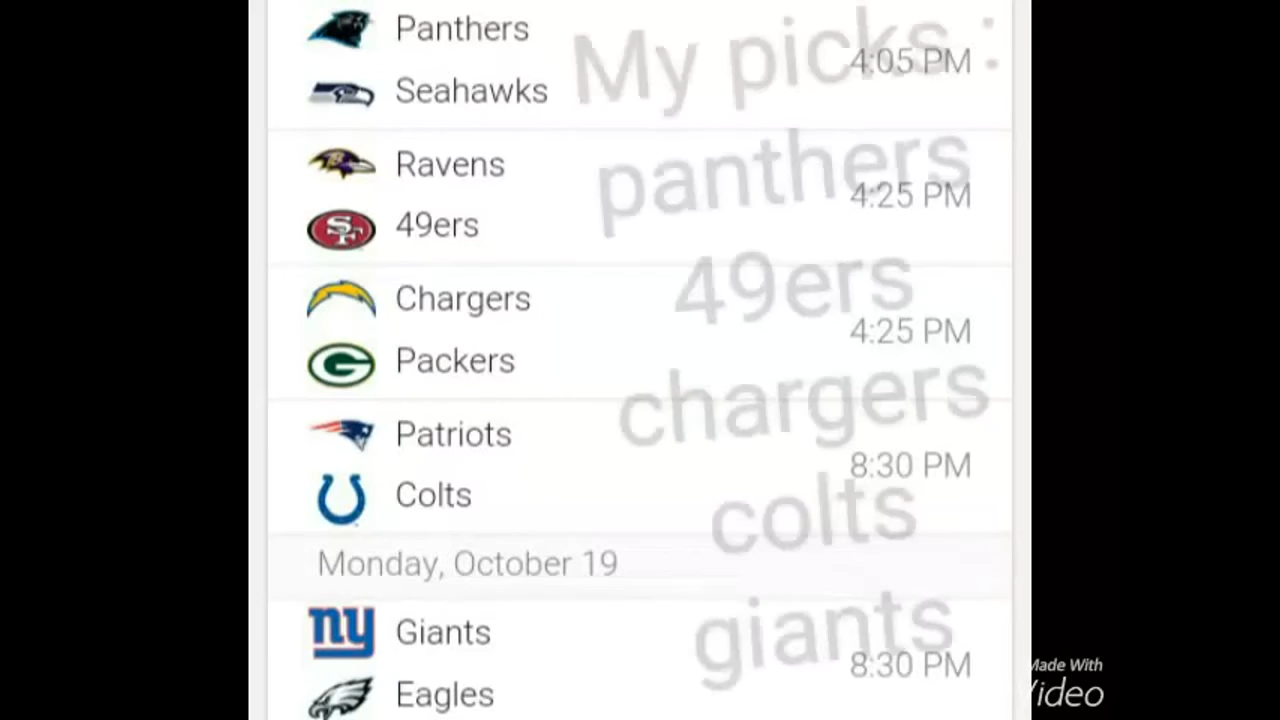 Panthers
My picks :
4:05 PM
Seahawks
Ravens
panthers
4:25 PM
49ers
49ers
Chargers
4:25 PM
Packers
chargers
Patriots
8:30 PM
Colts
colts
Monday, October 19
ny
Giants
giants
8:30 PM
Eagles
Made With
Video